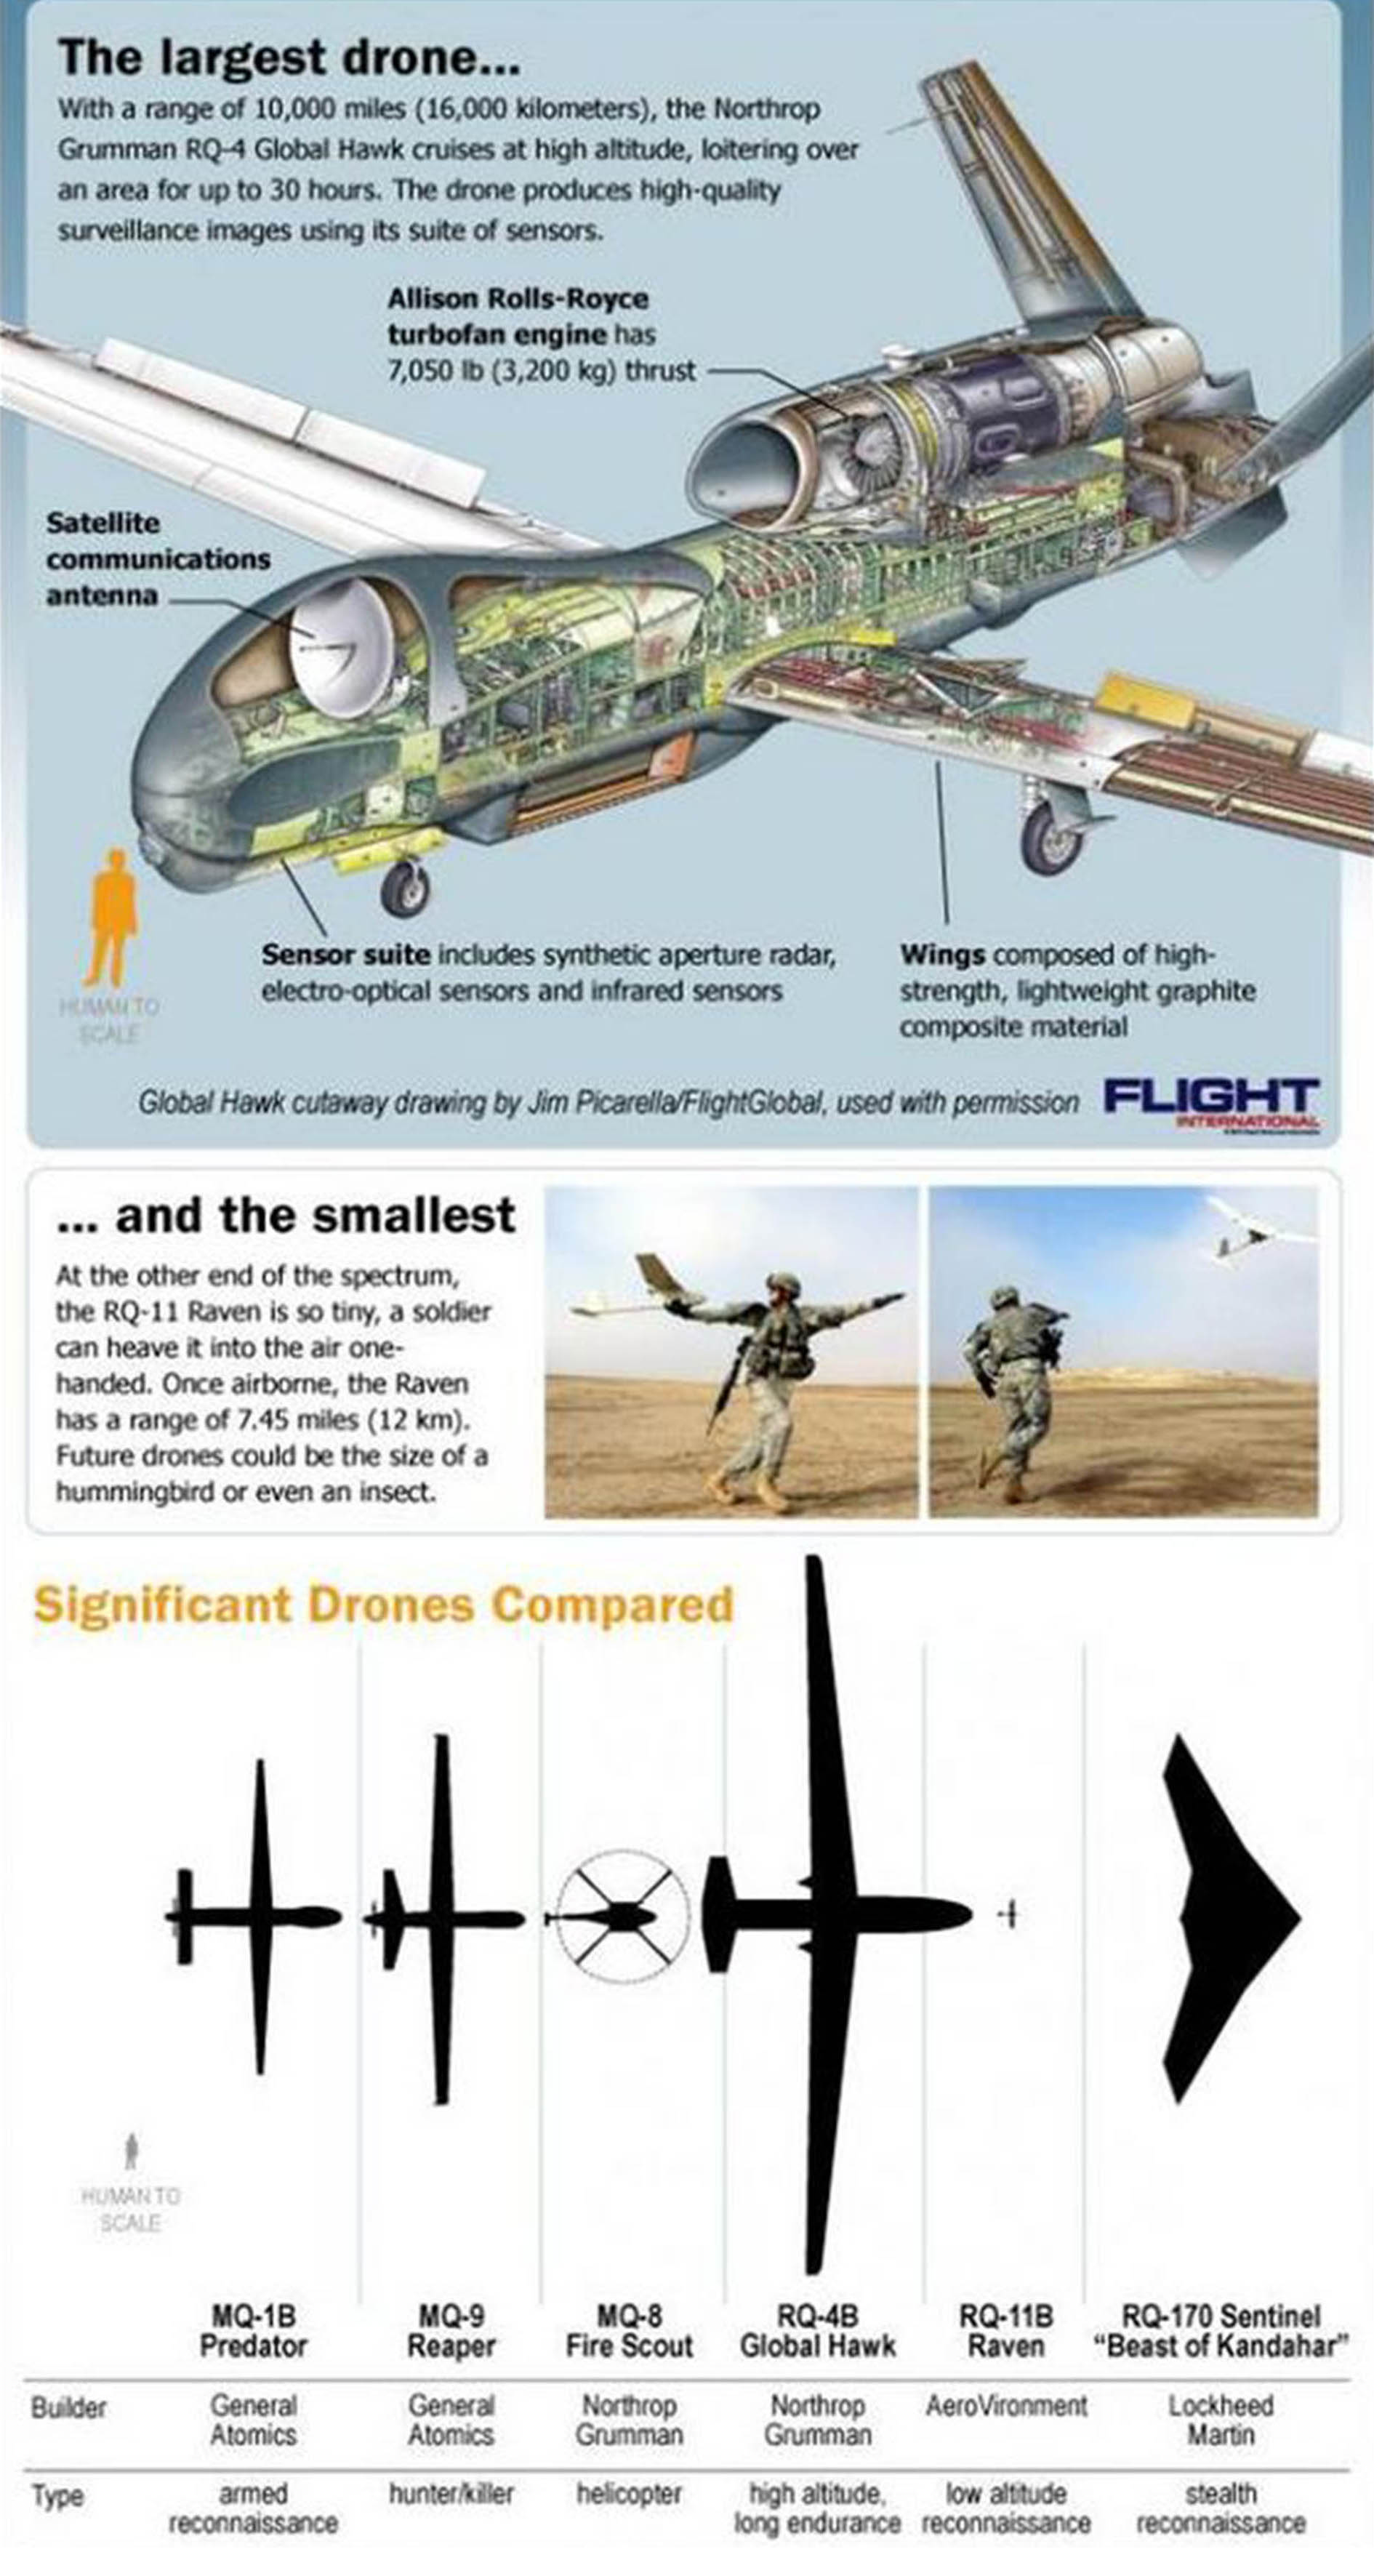 The largest drone...
With a range of 10,000 miles (16,000 kilometers), the Northrop
Grumman RQ-4 Global Hawk cruises at high altitude, loitering over
an area for up to 30 hours. The drone produces high-quality
surveillance images using its suite of sensors.
Allison Rolls-Royce
turbofan engine has
7,050 lb (3,200 kg) thrust
Satellite
communications
antenna
HUMAN TO
SCALE
Sensor suite includes synthetic aperture radar,
electro-optical sensors and infrared sensors
Wings composed of high-
strength, lightweight graphite
composite material
Global Hawk cutaway drawing by Jim Picarella/FlightGlobal, used with permission
FLIGHT
INTERNATIONAL
... and the smallest
At the other end of the spectrum,
the RQ-11 Raven is so tiny, a soldier
can heave it into the air one-
handed. Once airborne, the Raven
has a range of 7.45 miles (12 km).
Future drones could be the size of a
hummingbird or even an insect.
Significant Drones Compared
HUMAN TO
SCALE
MQ-1B MQ-9 MQ-8 RQ-4B RQ-11B RQ-170 Sentinel
Predator Reaper Fire Scout Global Hawk Raven “Beast of Kandahar”
Builder General General Northrop Northrop AeroVironment Lockheed
Atomics Atomics Grumman Grumman Martin
Type armed hunter/killer helicopter high altitude, low altitude stealth
reconnaissance long endurance reconnaissance reconnaissance